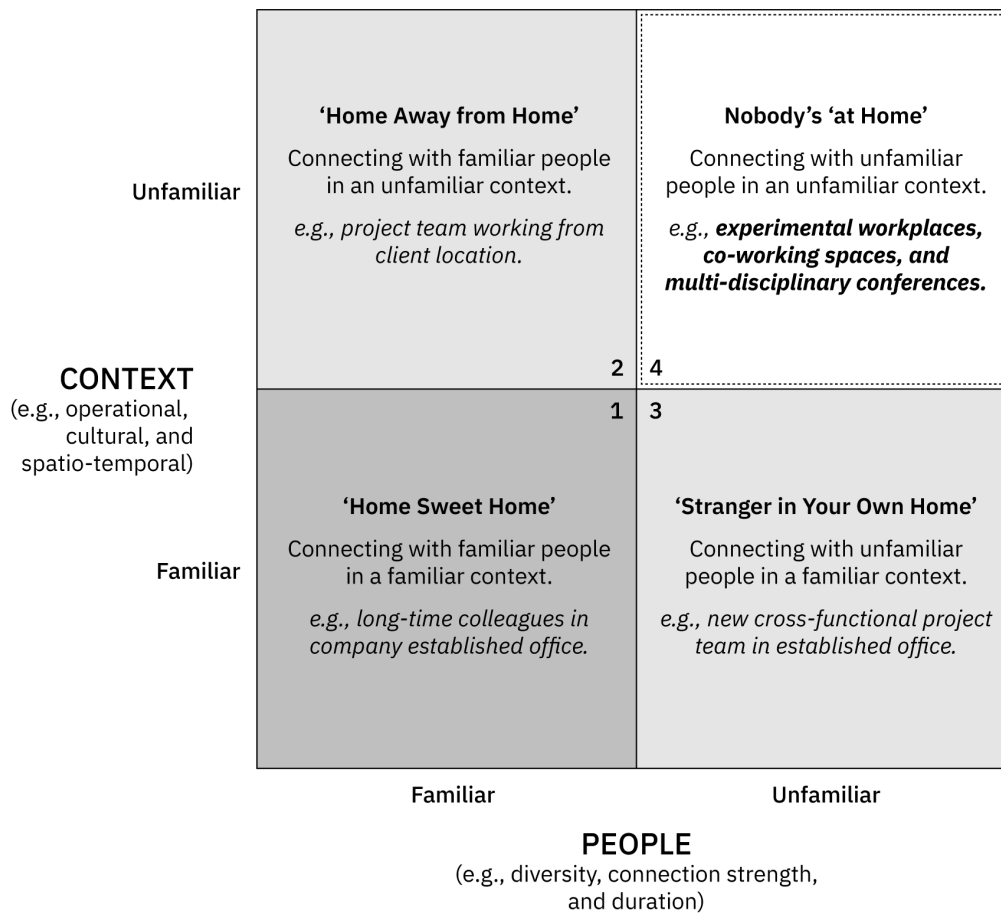 ‘Home Away from Home’
Connecting with familiar people
in an unfamiliar context.
e.g., project team working from
client location.
2
Nobody’s ‘at Home’
Connecting with unfamiliar
people in an unfamiliar context.
e.g., experimental workplaces,
co-working spaces, and
multi-disciplinary conferences.
4
Unfamiliar
CONTEXT
(e.g., operational,
cultural, and
spatio-temporal)
Familiar
1
‘Home Sweet Home’
Connecting with familiar people
in a familiar context.
e.g., long-time colleagues in
company established office.
3
‘Stranger in Your Own Home’
Connecting with unfamiliar
people in a familiar context.
e.g., new cross-functional project
team in established office.
Familiar
Unfamiliar
PEOPLE
(e.g., diversity, connection strength,
and duration)